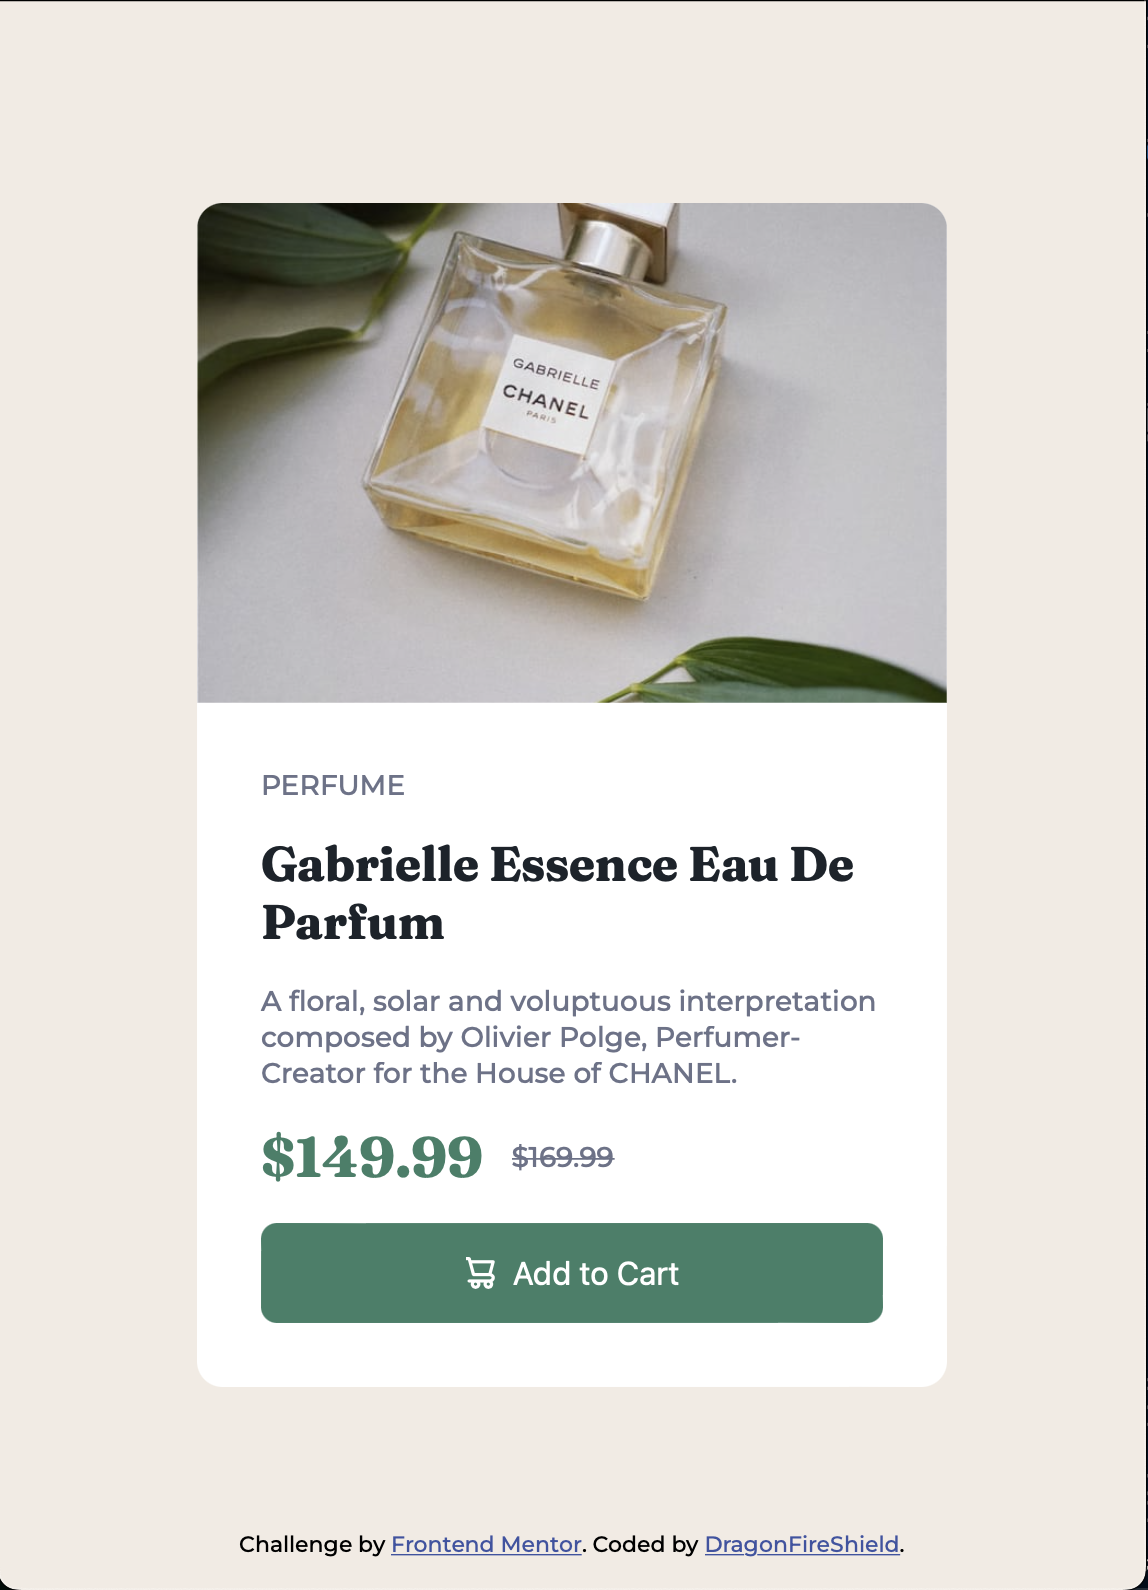 GABRIELLE
CHANEL
PARIS
PERFUME
Gabrielle Essence Eau De
Parfum
A floral, solar and voluptuous interpretation
composed by Olivier Polge, Perfumer-
Creator for the House of CHANEL.
$149.99 $169.99
Add to Cart
Challenge by Frontend Mentor. Coded by DragonFireShield.